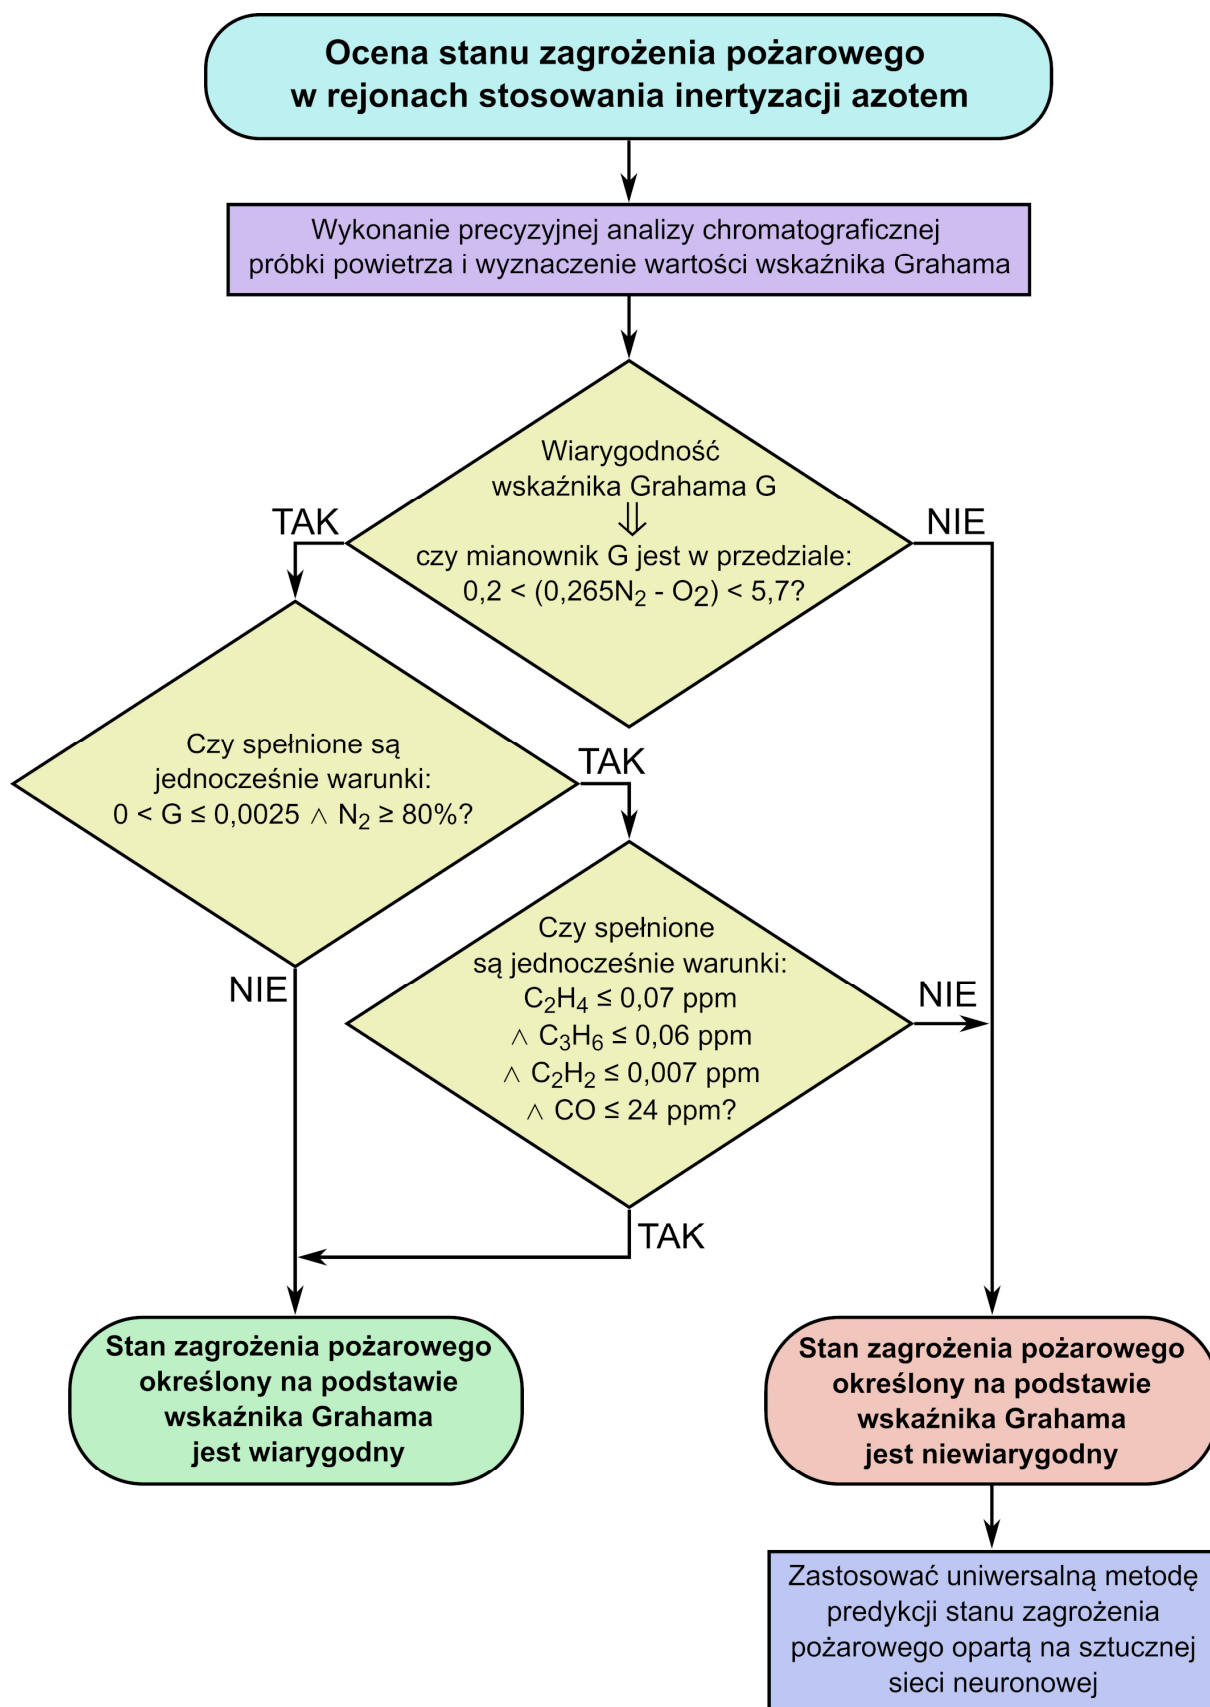 Ocena stanu zagrożenia pożarowego
w rejonach stosowania inertyzacji azotem
Wykonanie precyzyjnej analizy chromatograficznej
próbki powietrza i wyznaczenie wartości wskaźnika Grahama
Wiarygodność
wskaźnika Grahama G
⇓
czy mianownik G jest w przedziale:
0,2 < (0,265N₂ - O₂) < 5,7?
TAK
NIE
Czy spełnione są
jednocześnie warunki:
0 < G ≤ 0,0025 ∧ N₂ ≥ 80%?
TAK
NIE
Czy spełnione
są jednocześnie warunki:
C₂H₄ ≤ 0,07 ppm
∧ C₃H₆ ≤ 0,06 ppm
∧ C₂H₂ ≤ 0,007 ppm
∧ CO ≤ 24 ppm?
NIE
TAK
Stan zagrożenia pożarowego
określony na podstawie
wskaźnika Grahama
jest wiarygodny
Stan zagrożenia pożarowego
określony na podstawie
wskaźnika Grahama
jest niewiarygodny
Zastosować uniwersalną metodę
predykcji stanu zagrożenia
pożarowego opartą na sztucznej
sieci neuronowej